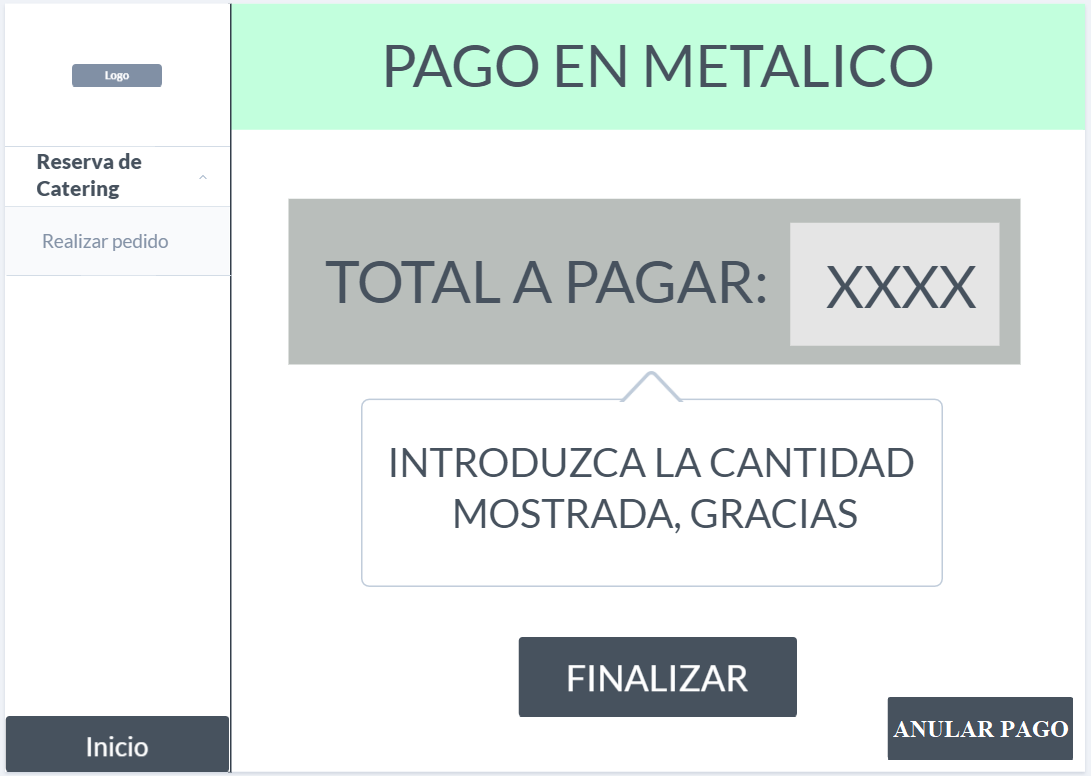 Logo
Reserva de
Catering
Realizar pedido
Inicio
PAGO EN METALICO
TOTAL A PAGAR:
XXXX
INTRODUZCA LA CANTIDAD
MOSTRADA, GRACIAS
FINALIZAR
ANULAR PAGO